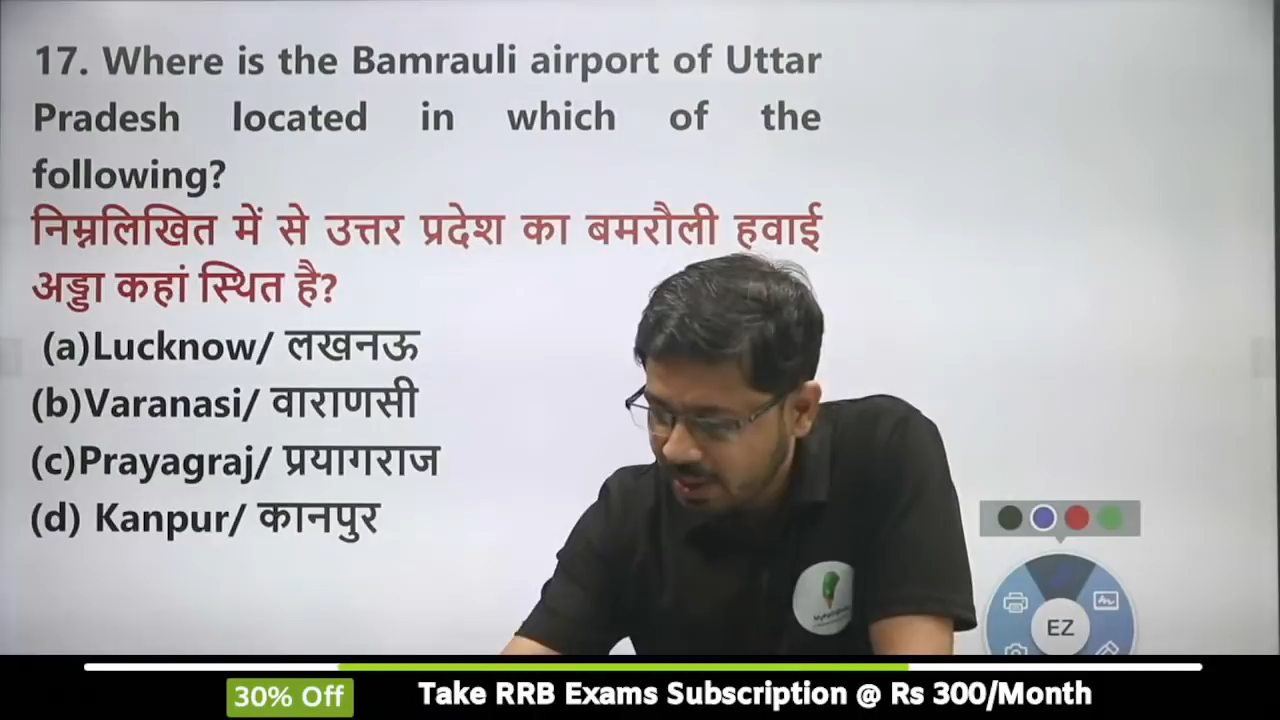 17. Where is the Bamrauli airport of Uttar
Pradesh located in which of the
following?
निम्नलिखित में से उत्तर प्रदेश का बमरौली हवाई
अड्डा कहां स्थित है?
(a)Lucknow/ लखनऊ
(b)Varanasi/ वाराणसी
(c)Prayagraj/ प्रयागराज
(d) Kanpur/ कानपुर
EZ
30% Off Take RRB Exams Subscription @ Rs 300/Month